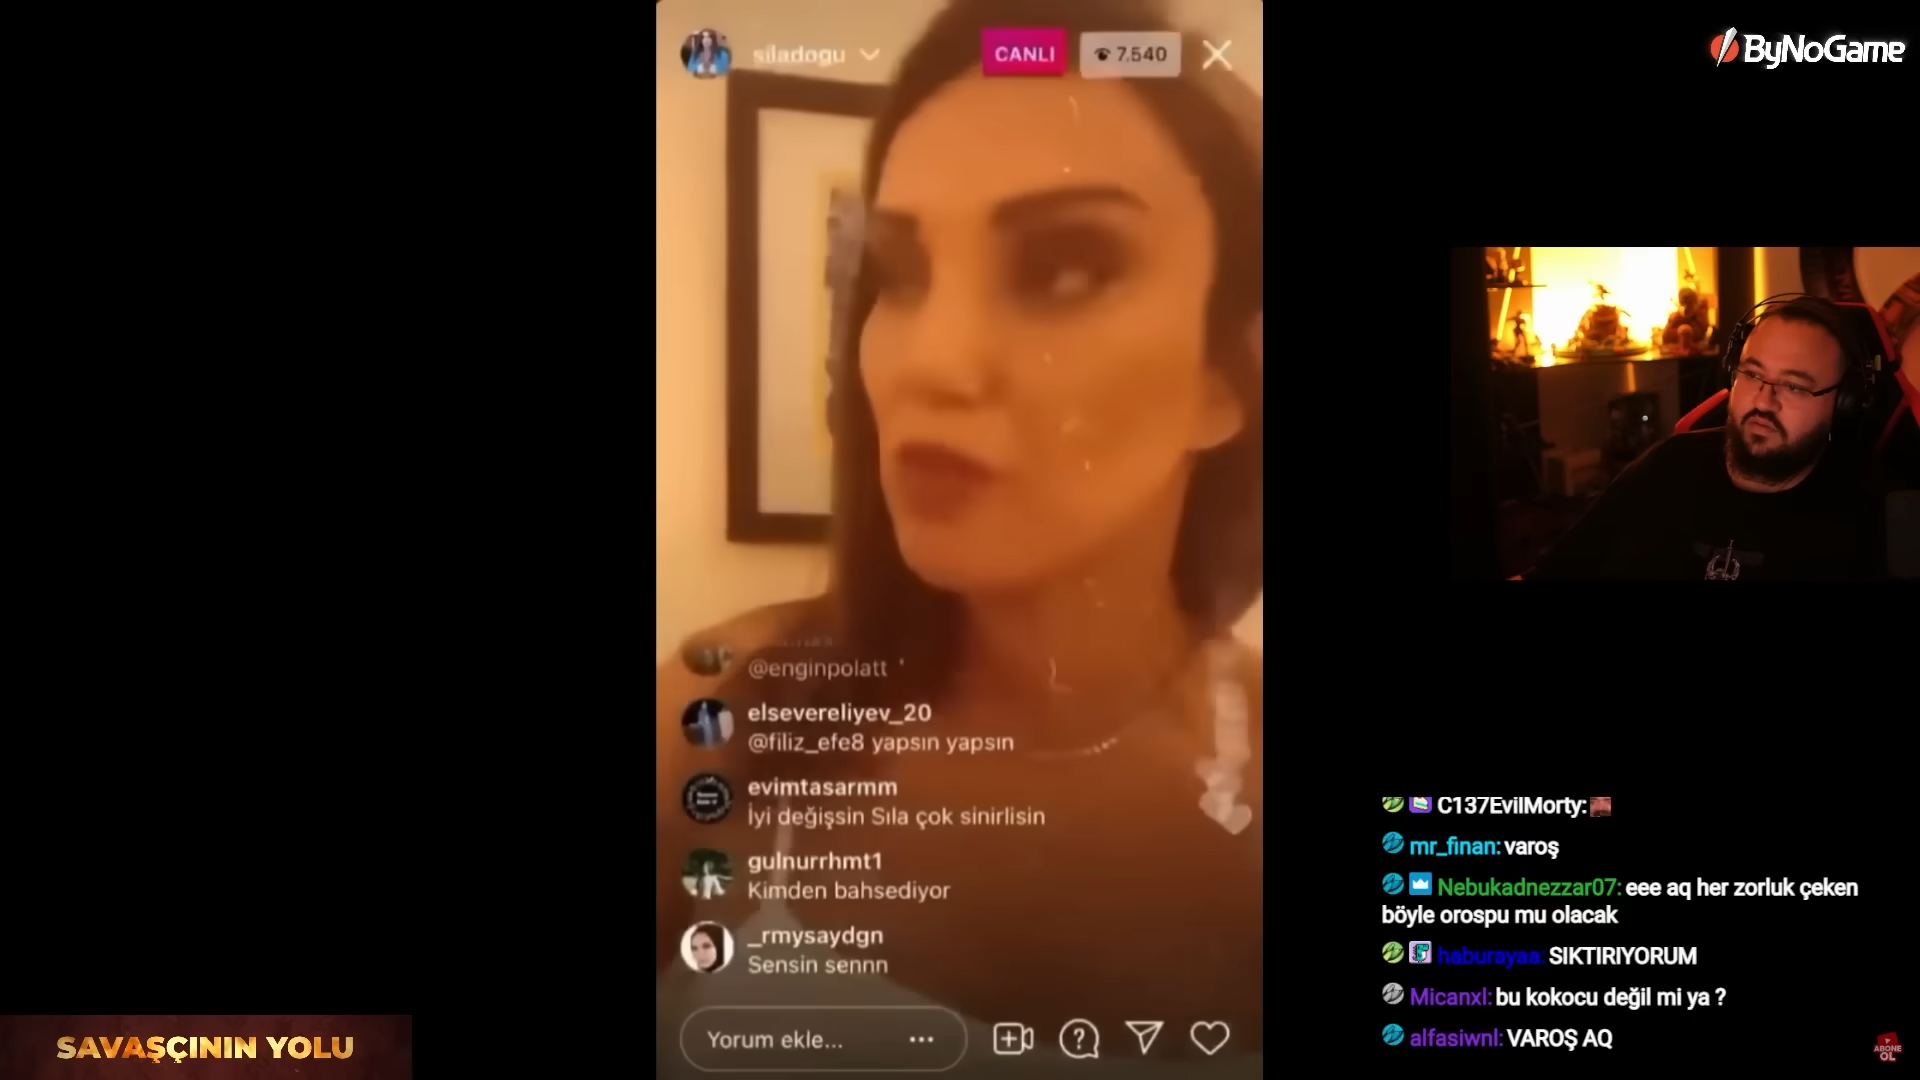 siladogu
CANLI
7.540
@enginpolatt
elsevereliyev_20
@filiz_efe8 yapsın yapsın
evimtasarmm
İyi değişsin Sıla çok sinirlisin
gulnurrhmt1
Kimden bahsediyor
_rmysaydgn
Sensin sennn
Yorum ekle...
ByNoGame
C137EvilMorty:
mr_finan: varoş
Nebukadnezzar07: eee aq her zorluk çeken
böyle orospu mu olacak
haburayaa: SIKTIRIYORUM
Micanxl: bu kokocu değil mi ya ?
alfasiwnl: VAROŞ AQ
SAVAŞÇININ YOLU
ABONE
OL